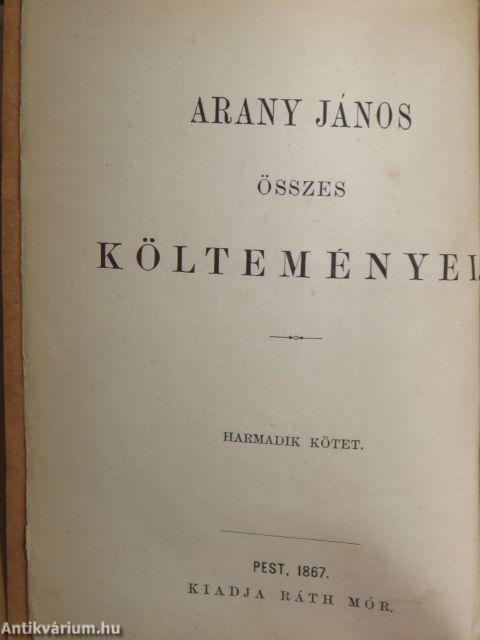 ARANY JÁNOS
ÖSSZES
KÖLTEMÉNYEI.
HARMADIK KÖTET.
PEST, 1867.
KIADJA RÁTH MÓR.
Antikvárium.hu